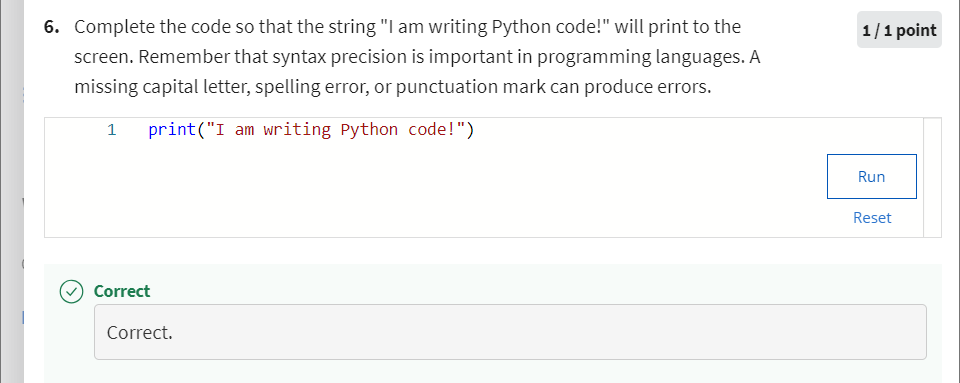 6. Complete the code so that the string "I am writing Python code!" will print to the
1 / 1 point
screen. Remember that syntax precision is important in programming languages. A
missing capital letter, spelling error, or punctuation mark can produce errors.
1 print("I am writing Python code!")
Run
Reset
Correct
Correct.